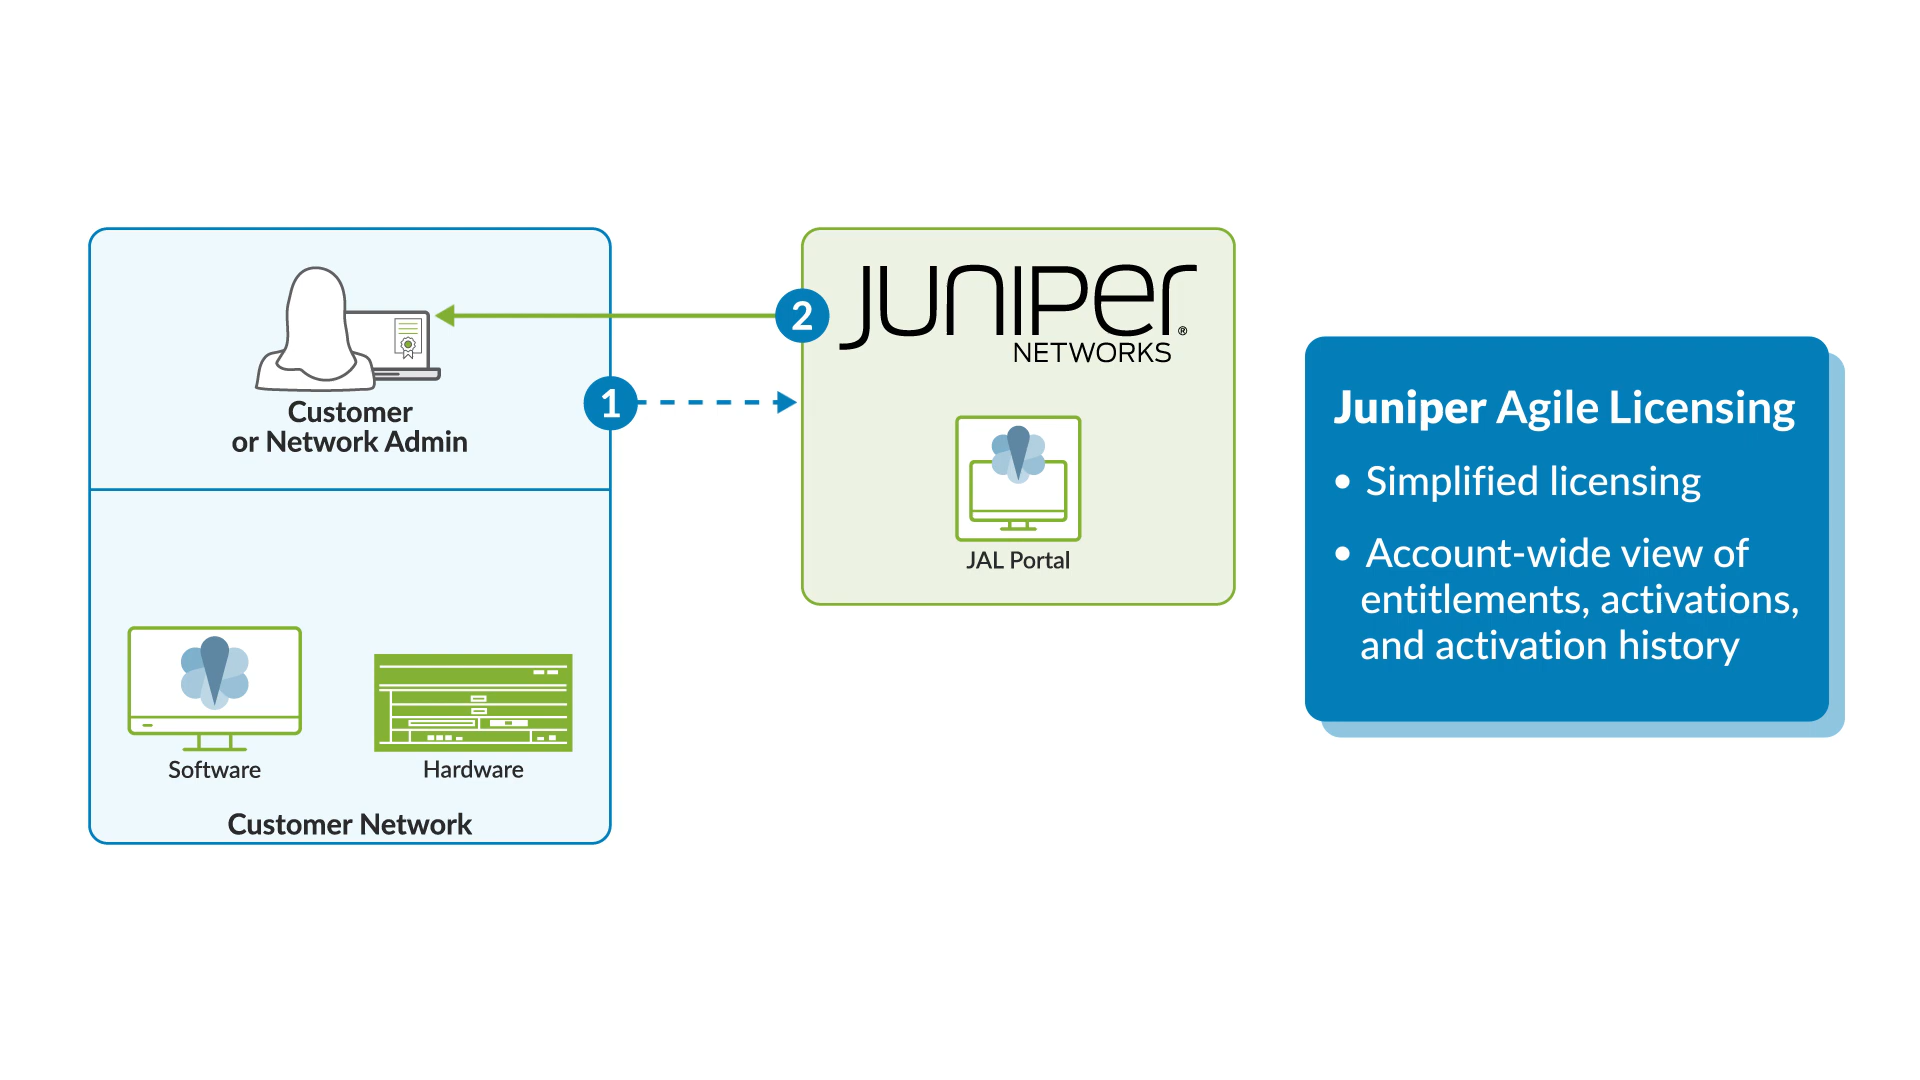 Customer
or Network Admin
1
2
JUNIPer®
NETWORKS
JAL Portal
Software
Hardware
Customer Network
Juniper Agile Licensing
• Simplified licensing
• Account-wide view of
entitlements, activations,
and activation history